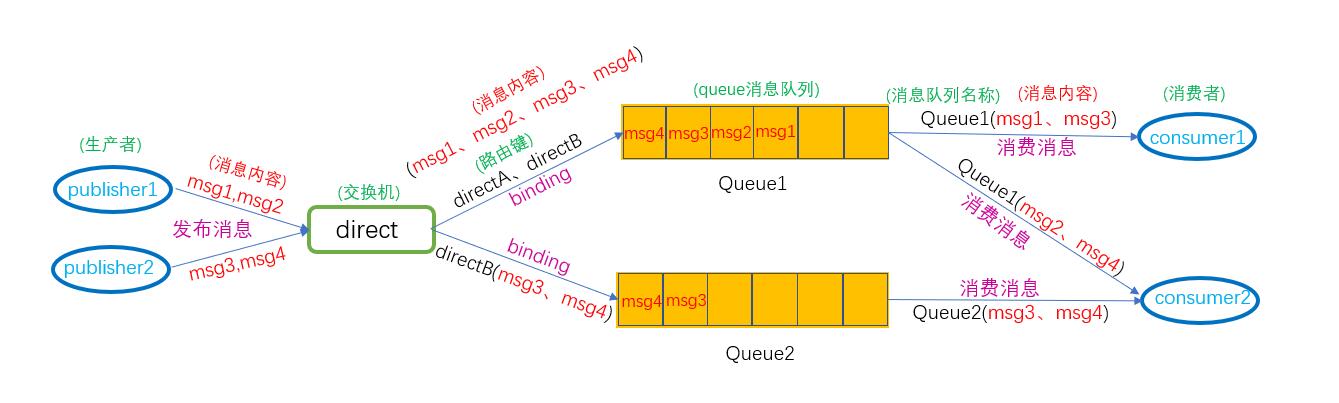 (生产者)
publisher1
publisher2
(消息内容)
msg1,msg2
发布消息
msg3,msg4
(交换机)
direct
(消息内容)
(msg1、msg2、msg3、msg4)
(路由键)
directA、directB
binding
binding
directB(msg3、msg4)
(queue消息队列)
msg4 msg3 msg2 msg1
Queue1
msg4 msg3
Queue2
(消息队列名称) (消息内容)
Queue1(msg1、msg3)
消费消息
Queue1(msg2、msg4)
消费消息
消费消息
Queue2(msg3、msg4)
(消费者)
consumer1
consumer2